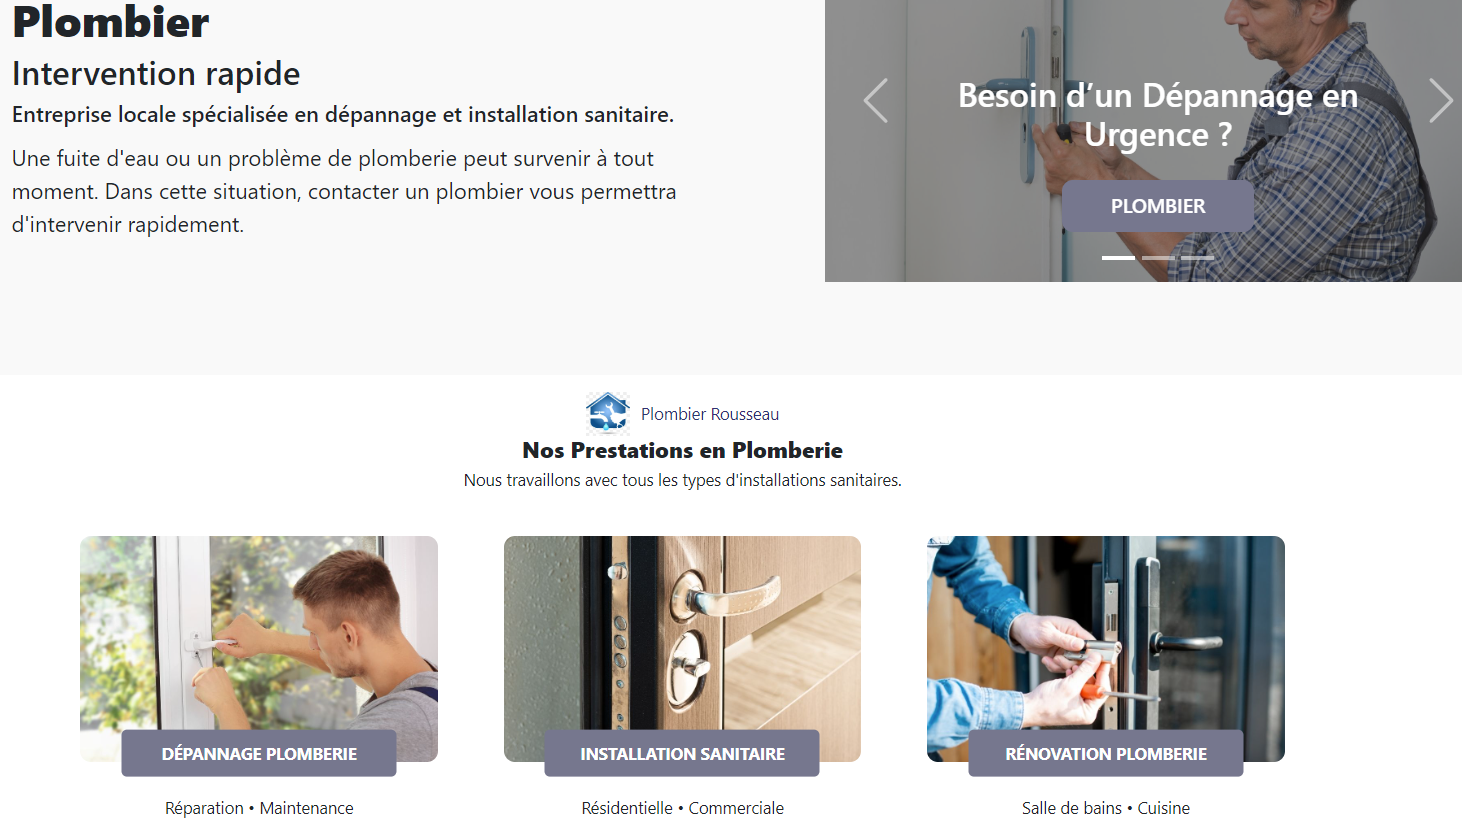 Plombier
Intervention rapide
Entreprise locale spécialisée en dépannage et installation sanitaire.
Une fuite d'eau ou un problème de plomberie peut survenir à tout
moment. Dans cette situation, contacter un plombier vous permettra
d'intervenir rapidement.
Besoin d’un Dépannage en
Urgence ?
PLOMBIER
Plombier Rousseau
Nos Prestations en Plomberie
Nous travaillons avec tous les types d'installations sanitaires.
DÉPANNAGE PLOMBERIE
Réparation • Maintenance
INSTALLATION SANITAIRE
Résidentielle • Commerciale
RÉNOVATION PLOMBERIE
Salle de bains • Cuisine